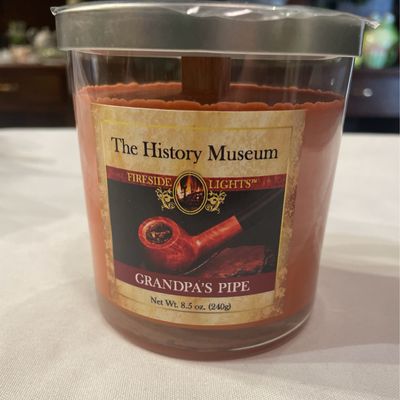 The History Museum
FIRESIDE LIGHTS™
GRANDPA'S PIPE
Net Wt. 8.5 oz. (240g)